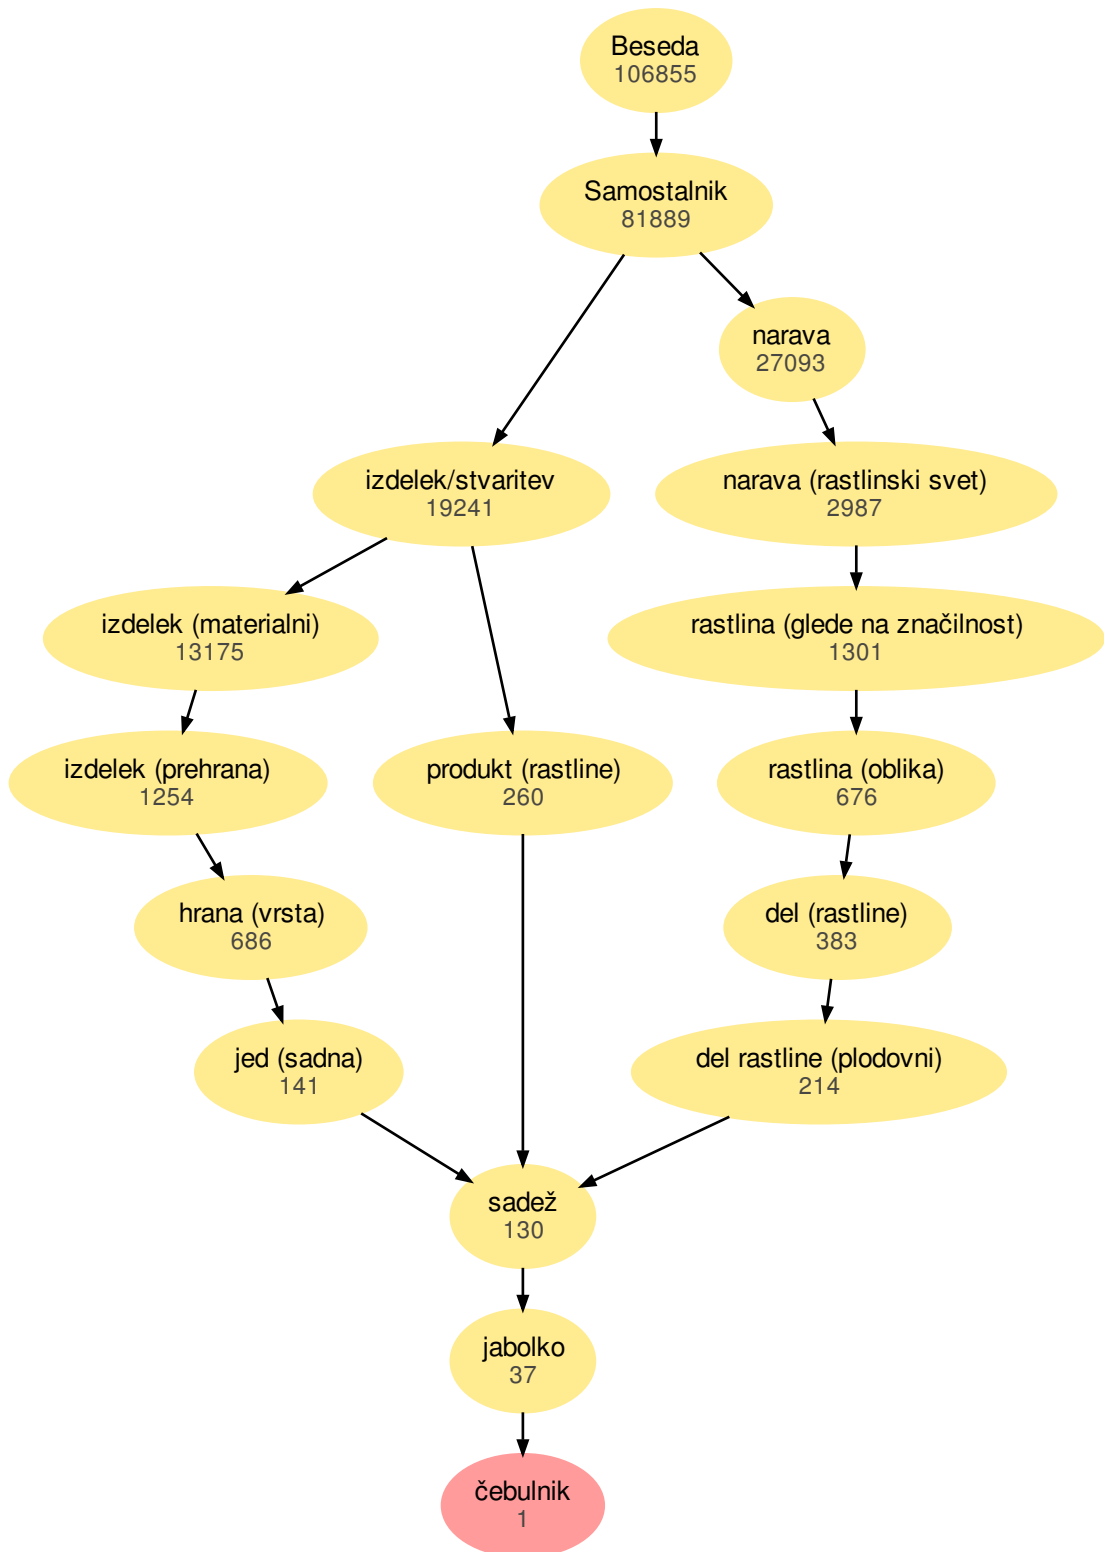 Beseda
106855
Samostalnik
81889
narava
27093
izdelek/stvaritev
19241
narava (rastlinski svet)
2987
izdelek (materialni)
13175
rastlina (glede na značilnost)
1301
izdelek (prehrana)
1254
produkt (rastline)
260
rastlina (oblika)
676
hrana (vrsta)
686
del (rastline)
383
jed (sadna)
141
del rastline (plodovni)
214
sadež
130
jabolko
37
čebulnik
1